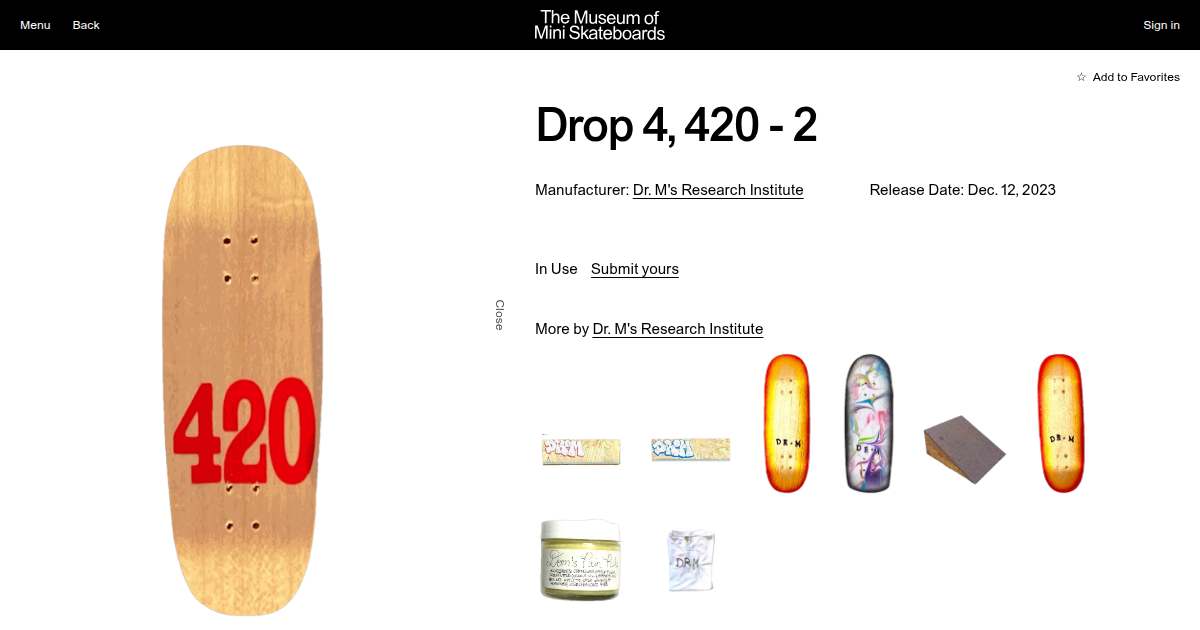 Menu
Back
The Museum of
Mini Skateboards
Sign in
☆ Add to Favorites
Drop 4, 420 - 2
Manufacturer: Dr. M's Research Institute
Release Date: Dec. 12, 2023
In Use
Submit yours
Close
More by Dr. M's Research Institute
420
DR M
DR M
DR M
DRM